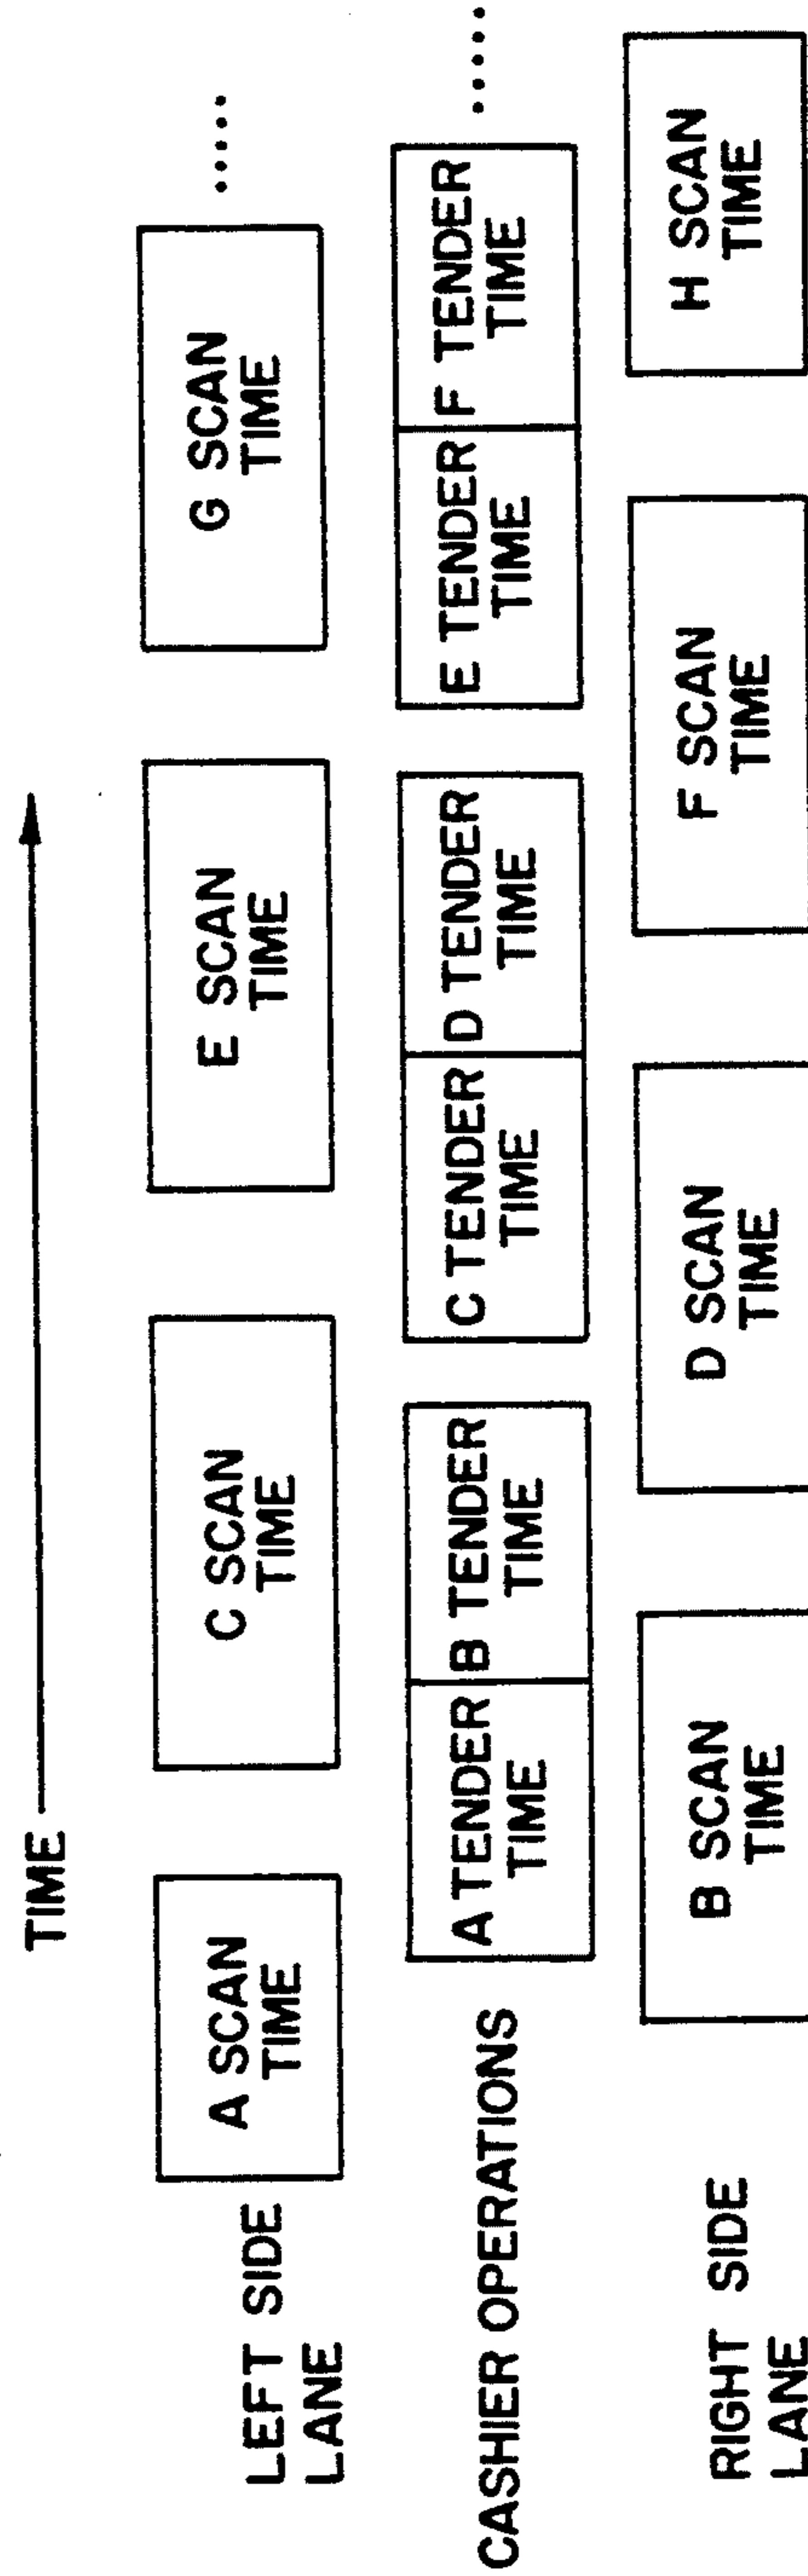 TIME
LEFT SIDE
LANE
A SCAN
TIME
C SCAN
TIME
E SCAN
TIME
G SCAN
TIME
.....
CASHIER OPERATIONS
A TENDER
TIME
B TENDER
TIME
C TENDER
TIME
D TENDER
TIME
E TENDER
TIME
F TENDER
TIME
.....
RIGHT SIDE
LANE
B SCAN
TIME
D SCAN
TIME
F SCAN
TIME
H SCAN
TIME